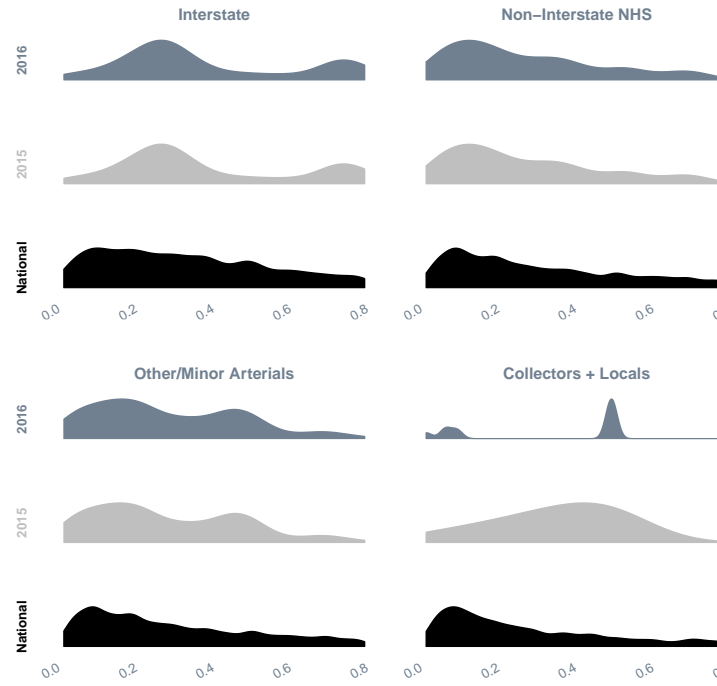 Interstate
Non−Interstate NHS
2016
2015
National
0.0 0.2 0.4 0.6 0.8
0.0 0.2 0.4 0.6
Other/Minor Arterials
Collectors + Locals
2016
2015
National
0.0 0.2 0.4 0.6 0.8
0.0 0.2 0.4 0.6